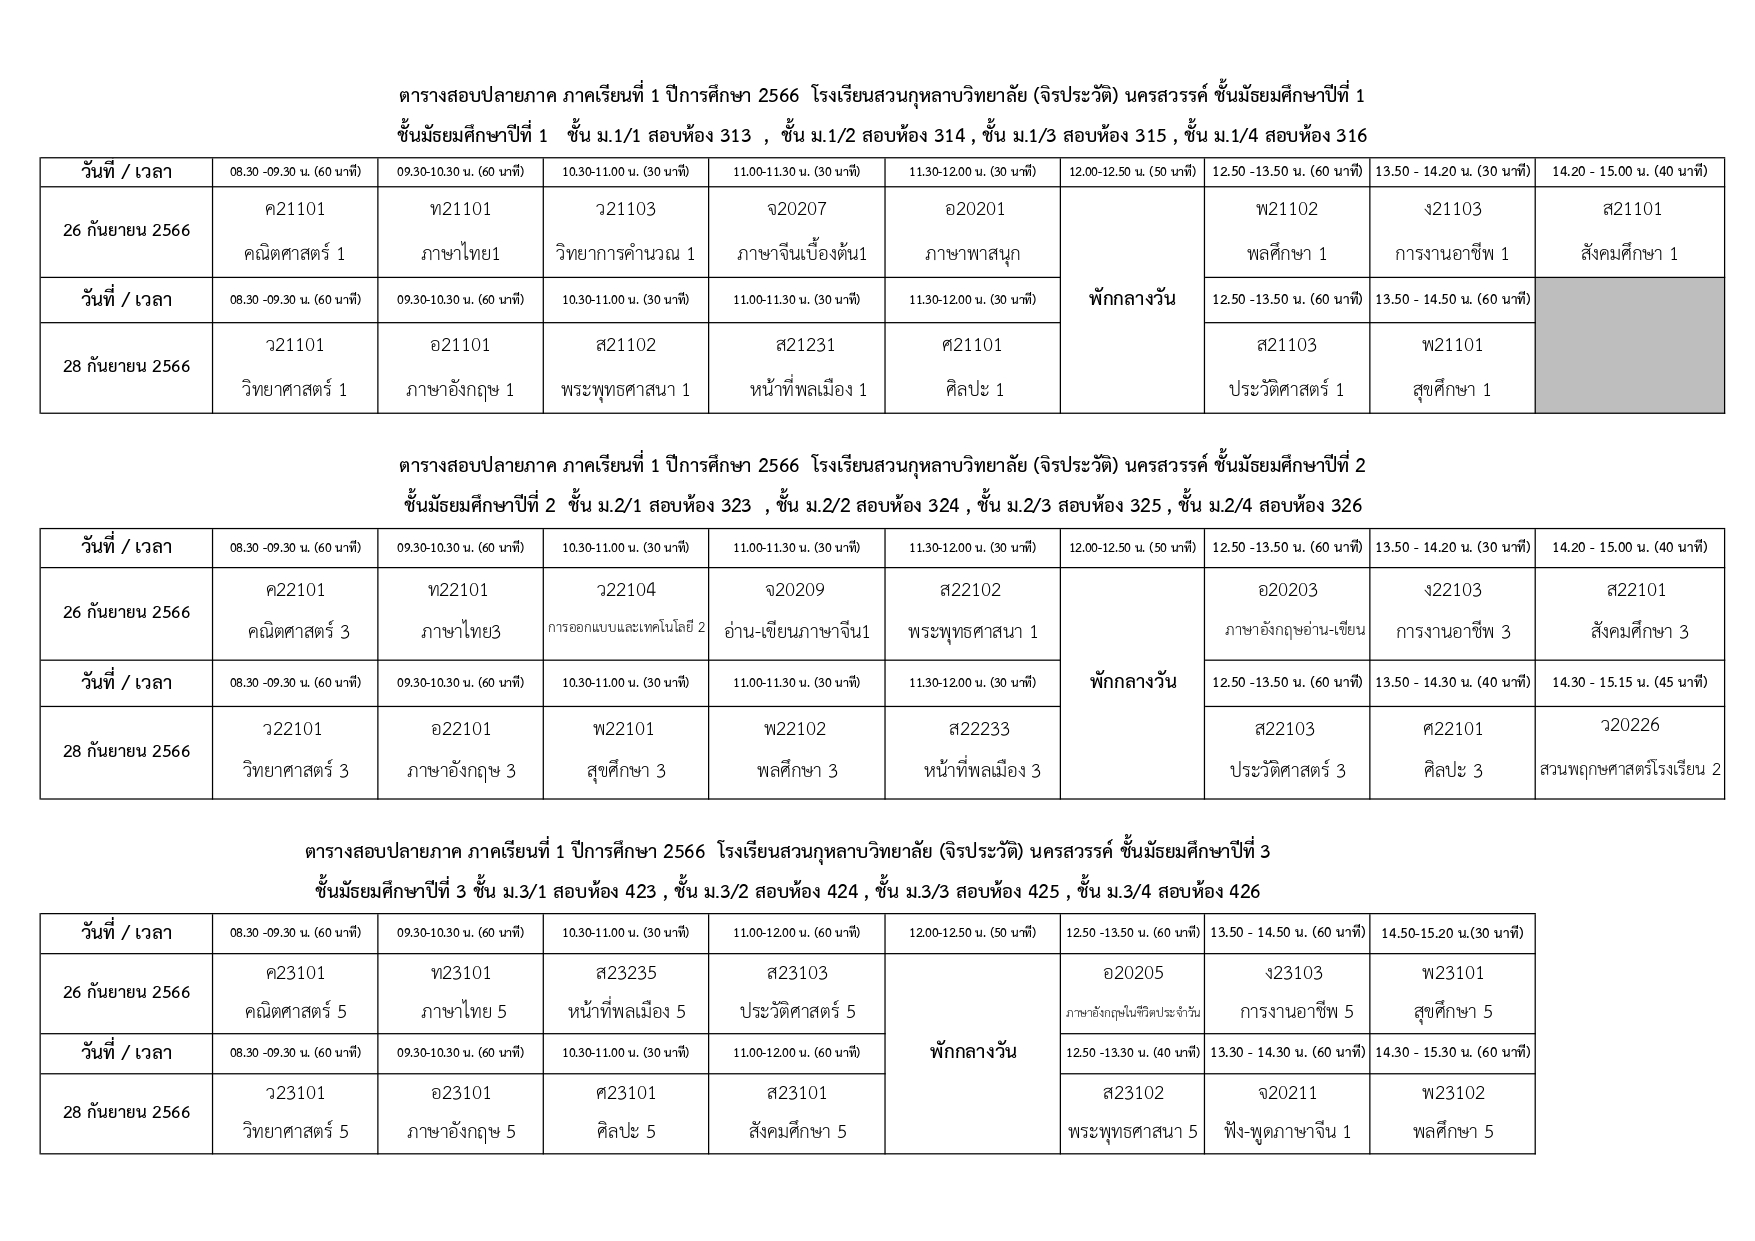 ตารางสอบปลายภาค ภาคเรียนที่ 1 ปีการศึกษา 2566 โรงเรียนสวนกุหลาบวิทยาลัย (จิรประวัติ) นครสวรรค์ ชั้นมัธยมศึกษาปีที่ 1
ชั้นมัธยมศึกษาปีที่ 1 ชั้น ม.1/1 สอบห้อง 313 , ชั้น ม.1/2 สอบห้อง 314 , ชั้น ม.1/3 สอบห้อง 315 , ชั้น ม.1/4 สอบห้อง 316
วันที่ / เวลา 08.30 -09.30 น. (60 นาที) 09.30-10.30 น. (60 นาที) 10.30-11.00 น. (30 นาที) 11.00-11.30 น. (30 นาที) 11.30-12.00 น. (30 นาที) 12.00-12.50 น. (50 นาที) 12.50 -13.50 น. (60 นาที) 13.50 - 14.20 น. (30 นาที) 14.20 - 15.00 น. (40 นาที)
ค21101 ท21101 ว21103 จ20207 อ20201 พ21102 ง21103 ส21101
26 กันยายน 2566
คณิตศาสตร์ 1 ภาษาไทย1 วิทยาการคำนวณ 1 ภาษาจีนเบื้องต้น1 ภาษาพาสนุก พลศึกษา 1 การงานอาชีพ 1 สังคมศึกษา 1
วันที่ / เวลา 08.30 -09.30 น. (60 นาที) 09.30-10.30 น. (60 นาที) 10.30-11.00 น. (30 นาที) 11.00-11.30 น. (30 นาที) 11.30-12.00 น. (30 นาที) พักกลางวัน 12.50 -13.50 น. (60 นาที) 13.50 - 14.50 น. (60 นาที)
ว21101 อ21101 ส21102 ส21231 ศ21101 ส21103 พ21101
28 กันยายน 2566
วิทยาศาสตร์ 1 ภาษาอังกฤษ 1 พระพุทธศาสนา 1 หน้าที่พลเมือง 1 ศิลปะ 1 ประวัติศาสตร์ 1 สุขศึกษา 1
ตารางสอบปลายภาค ภาคเรียนที่ 1 ปีการศึกษา 2566 โรงเรียนสวนกุหลาบวิทยาลัย (จิรประวัติ) นครสวรรค์ ชั้นมัธยมศึกษาปีที่ 2
ชั้นมัธยมศึกษาปีที่ 2 ชั้น ม.2/1 สอบห้อง 323 , ชั้น ม.2/2 สอบห้อง 324 , ชั้น ม.2/3 สอบห้อง 325 , ชั้น ม.2/4 สอบห้อง 326
วันที่ / เวลา 08.30 -09.30 น. (60 นาที) 09.30-10.30 น. (60 นาที) 10.30-11.00 น. (30 นาที) 11.00-11.30 น. (30 นาที) 11.30-12.00 น. (30 นาที) 12.00-12.50 น. (50 นาที) 12.50 -13.50 น. (60 นาที) 13.50 - 14.20 น. (30 นาที) 14.20 - 15.00 น. (40 นาที)
ค22101 ท22101 ว22104 จ20209 ส22102 อ20203 ง22103 ส22101
26 กันยายน 2566
คณิตศาสตร์ 3 ภาษาไทย3 การออกแบบและเทคโนโลยี 2 อ่าน-เขียนภาษาจีน1 พระพุทธศาสนา 1 ภาษาอังกฤษอ่าน-เขียน การงานอาชีพ 3 สังคมศึกษา 3
วันที่ / เวลา 08.30 -09.30 น. (60 นาที) 09.30-10.30 น. (60 นาที) 10.30-11.00 น. (30 นาที) 11.00-11.30 น. (30 นาที) 11.30-12.00 น. (30 นาที) พักกลางวัน 12.50 -13.50 น. (60 นาที) 13.50 - 14.30 น. (40 นาที) 14.30 - 15.15 น. (45 นาที)
ว22101 อ22101 พ22101 พ22102 ส22233 ส22103 ศ22101 ว20226
28 กันยายน 2566
วิทยาศาสตร์ 3 ภาษาอังกฤษ 3 สุขศึกษา 3 พลศึกษา 3 หน้าที่พลเมือง 3 ประวัติศาสตร์ 3 ศิลปะ 3 สวนพฤกษศาสตร์โรงเรียน 2
ตารางสอบปลายภาค ภาคเรียนที่ 1 ปีการศึกษา 2566 โรงเรียนสวนกุหลาบวิทยาลัย (จิรประวัติ) นครสวรรค์ ชั้นมัธยมศึกษาปีที่ 3
ชั้นมัธยมศึกษาปีที่ 3 ชั้น ม.3/1 สอบห้อง 423 , ชั้น ม.3/2 สอบห้อง 424 , ชั้น ม.3/3 สอบห้อง 425 , ชั้น ม.3/4 สอบห้อง 426
วันที่ / เวลา 08.30 -09.30 น. (60 นาที) 09.30-10.30 น. (60 นาที) 10.30-11.00 น. (30 นาที) 11.00-12.00 น. (60 นาที) 12.00-12.50 น. (50 นาที) 12.50 -13.50 น. (60 นาที) 13.50 - 14.50 น. (60 นาที) 14.50-15.20 น.(30 นาที)
ค23101 ท23101 ส23235 ส23103 อ20205 ง23103 พ23101
26 กันยายน 2566
คณิตศาสตร์ 5 ภาษาไทย 5 หน้าที่พลเมือง 5 ประวัติศาสตร์ 5 ภาษาอังกฤษในชีวิตประจำวัน การงานอาชีพ 5 สุขศึกษา 5
วันที่ / เวลา 08.30 -09.30 น. (60 นาที) 09.30-10.30 น. (60 นาที) 10.30-11.00 น. (30 นาที) 11.00-12.00 น. (60 นาที) พักกลางวัน 12.50 -13.30 น. (40 นาที) 13.30 - 14.30 น. (60 นาที) 14.30 - 15.30 น. (60 นาที)
ว23101 อ23101 ศ23101 ส23101 ส23102 จ20211 พ23102
28 กันยายน 2566
วิทยาศาสตร์ 5 ภาษาอังกฤษ 5 ศิลปะ 5 สังคมศึกษา 5 พระพุทธศาสนา 5 ฟัง-พูดภาษาจีน 1 พลศึกษา 5